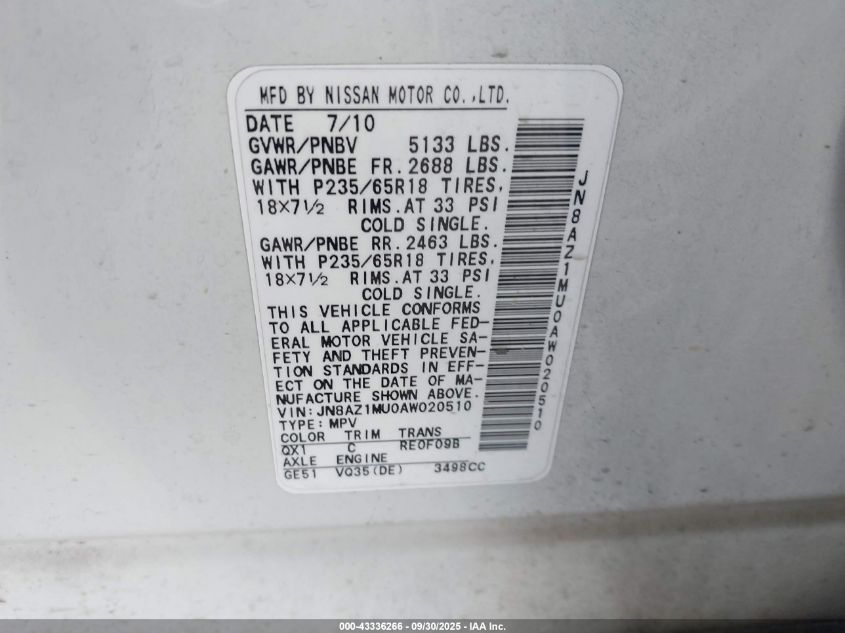 MFD BY NISSAN MOTOR CO.,LTD.
DATE 7/10
GVWR/PNBV 5133 LBS.
GAWR/PNBE FR. 2688 LBS.
WITH P235/65R18 TIRES,
18×7½ RIMS. AT 33 PSI
COLD SINGLE.
GAWR/PNBE RR. 2463 LBS.
WITH P235/65R18 TIRES,
18×7½ RIMS. AT 33 PSI
COLD SINGLE.
THIS VEHICLE CONFORMS
TO ALL APPLICABLE FED-
ERAL MOTOR VEHICLE SA-
FETY AND THEFT PREVEN-
TION STANDARDS IN EFF-
ECT ON THE DATE OF MA-
NUFACTURE SHOWN ABOVE.
VIN: JN8AZ1MU0AW020510
TYPE: MPV
COLOR TRIM TRANS
QX1 C RE0F09B
AXLE ENGINE
GE51 VQ35(DE) 3498CC
JN8AZ1MU0AW020510
000-43336266 - 09/30/2025 - IAA Inc.